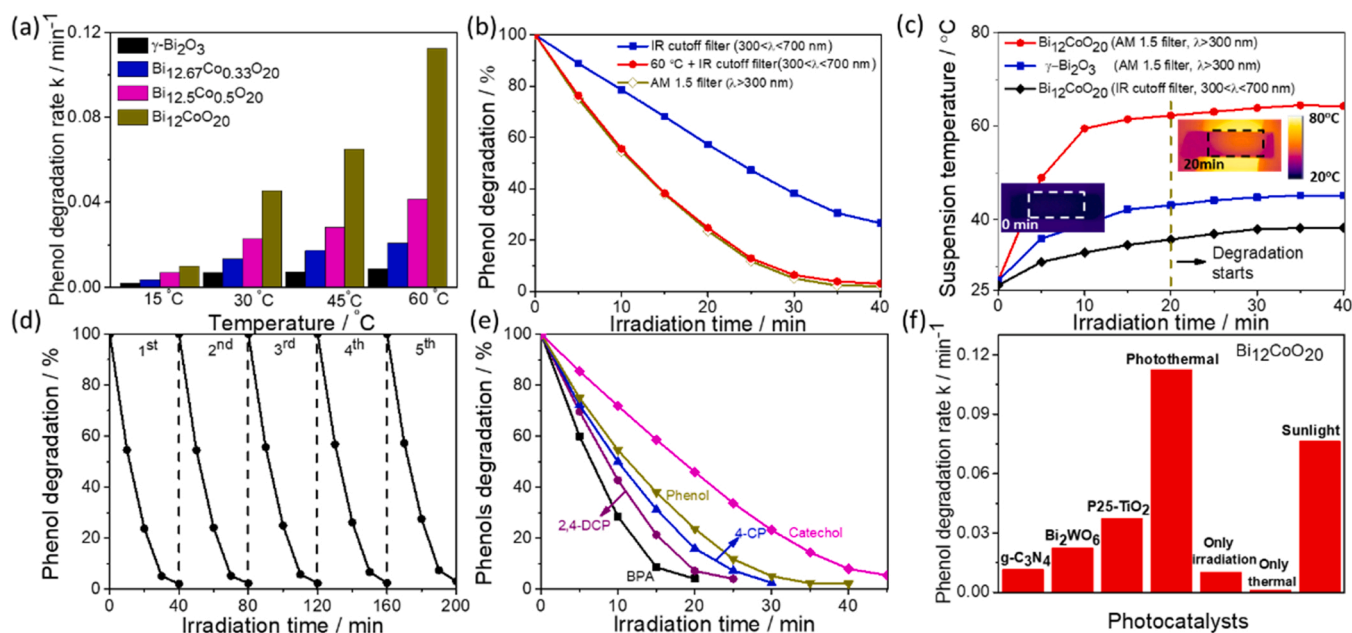 (a)
Phenol degradation rate k / min⁻¹
0.12
0.08
0.04
0.00
γ-Bi₂O₃
Bi₁₂.₆₇Co₀.₃₃O₂₀
Bi₁₂.₅Co₀.₅O₂₀
Bi₁₂CoO₂₀
15 °C 30 °C 45°C 60 °C
Temperature / °C
(b)
Phenol degradation / %
100
80
60
40
20
0
IR cutoff filter (300<λ<700 nm)
60 °C + IR cutoff filter(300<λ<700 nm)
AM 1.5 filter (λ>300 nm)
0 10 20 30 40
Irradiation time / min
(c)
Suspension temperature / °C
80
60
40
25
Bi₁₂CoO₂₀ (AM 1.5 filter, λ>300 nm)
γ-Bi₂O₃ (AM 1.5 filter, λ>300 nm)
Bi₁₂CoO₂₀ (IR cutoff filter, 300<λ<700 nm)
80°C
20°C
20min
0 min
Degradation
starts
0 10 20 30 40
Irradiation time / min
(d)
Phenol degradation / %
100
80
60
40
20
0
1st 2nd 3rd 4th 5th
0 40 80 120 160 200
Irradiation time / min
(e)
Phenols degradation / %
100
80
60
40
20
0
Phenol
2,4-DCP
4-CP
Catechol
BPA
0 10 20 30 40
Irradiation time / min
(f)
Phenol degradation rate k / min⁻¹
0.12
0.09
0.06
0.03
0.00
Bi₁₂CoO₂₀
Photothermal
Sunlight
P25-TiO₂
Bi₂WO₆
g-C₃N₄
Only
irradiation
Only
thermal
Photocatalysts